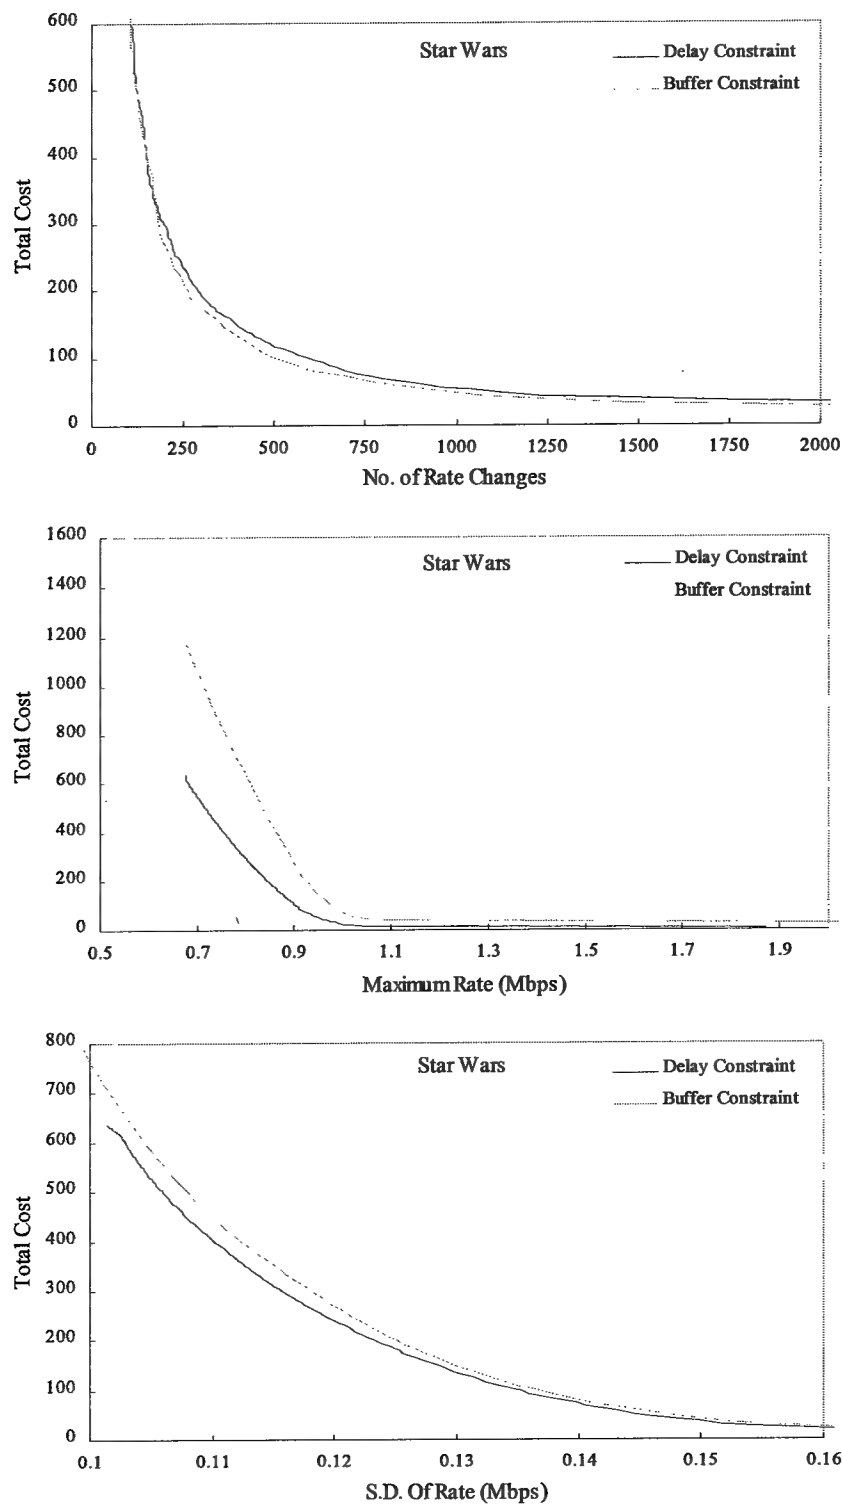 600
500
400
300
200
100
0
Total Cost
Star Wars
Delay Constraint
Buffer Constraint
0 250 500 750 1000 1250 1500 1750 2000
No. of Rate Changes
1600
1400
1200
1000
800
600
400
200
0
Total Cost
Star Wars
Delay Constraint
Buffer Constraint
0.5 0.7 0.9 1.1 1.3 1.5 1.7 1.9
Maximum Rate (Mbps)
800
700
600
500
400
300
200
100
0
Total Cost
Star Wars
Delay Constraint
Buffer Constraint
0.1 0.11 0.12 0.13 0.14 0.15 0.16
S.D. Of Rate (Mbps)